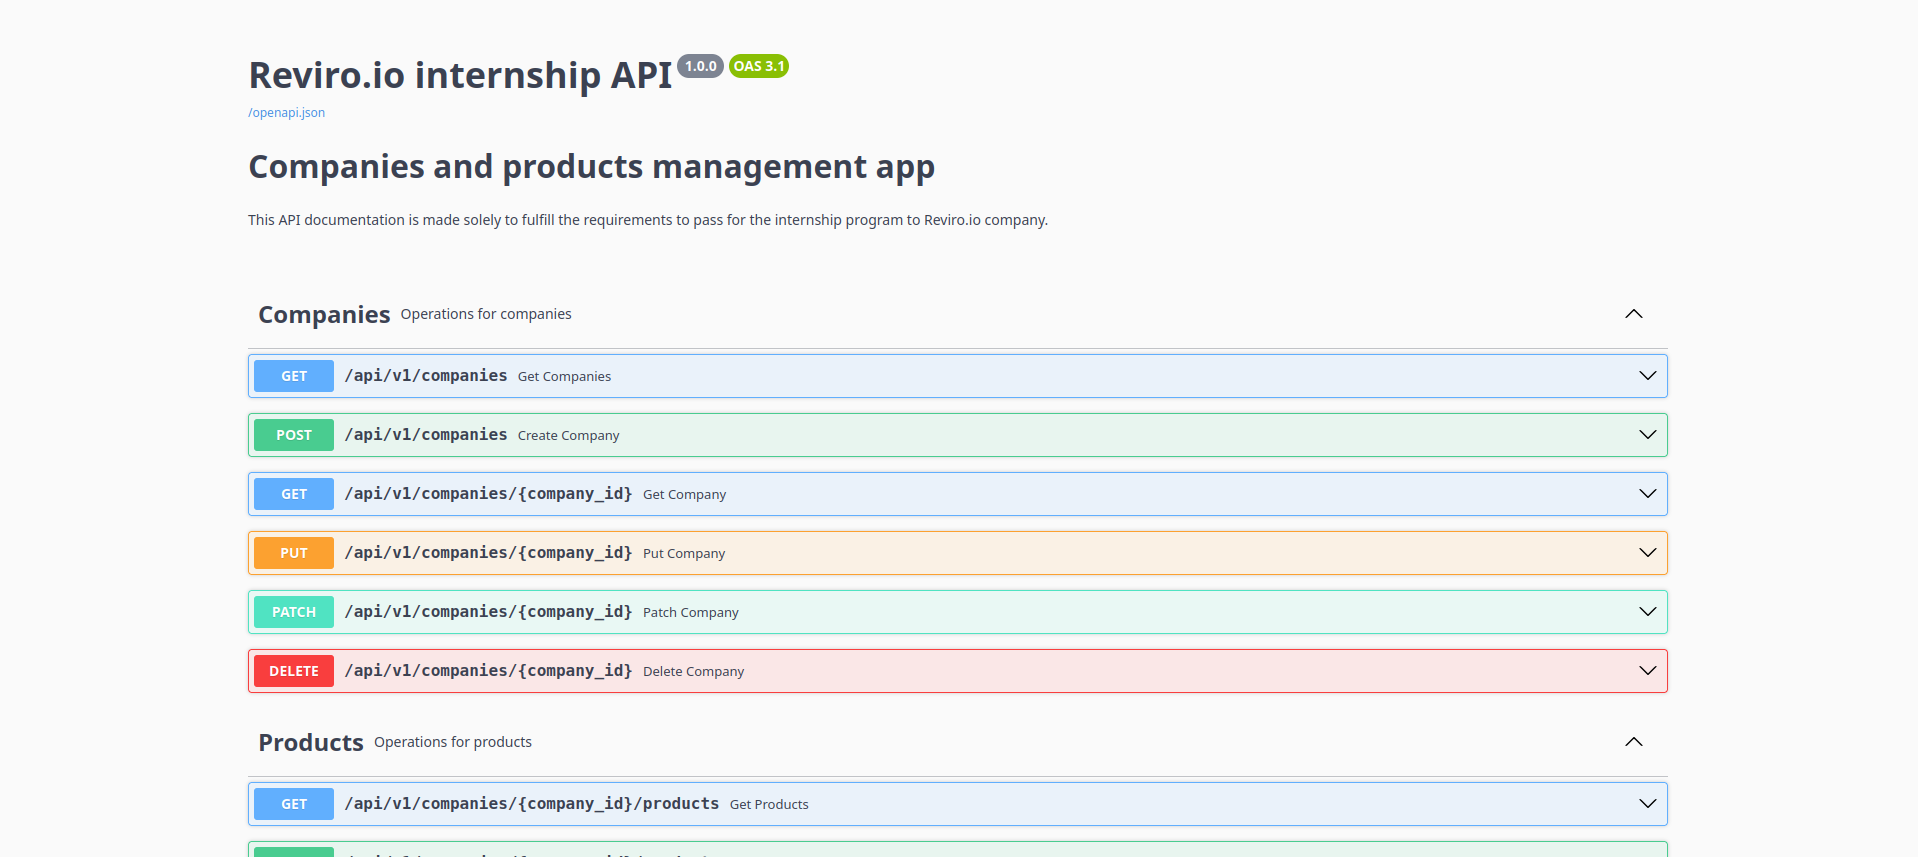 Reviro.io internship API 1.0.0 OAS 3.1
/openapi.json
Companies and products management app
This API documentation is made solely to fulfill the requirements to pass for the internship program to Reviro.io company.
Companies Operations for companies
GET /api/v1/companies Get Companies
POST /api/v1/companies Create Company
GET /api/v1/companies/{company_id} Get Company
PUT /api/v1/companies/{company_id} Put Company
PATCH /api/v1/companies/{company_id} Patch Company
DELETE /api/v1/companies/{company_id} Delete Company
Products Operations for products
GET /api/v1/companies/{company_id}/products Get Products